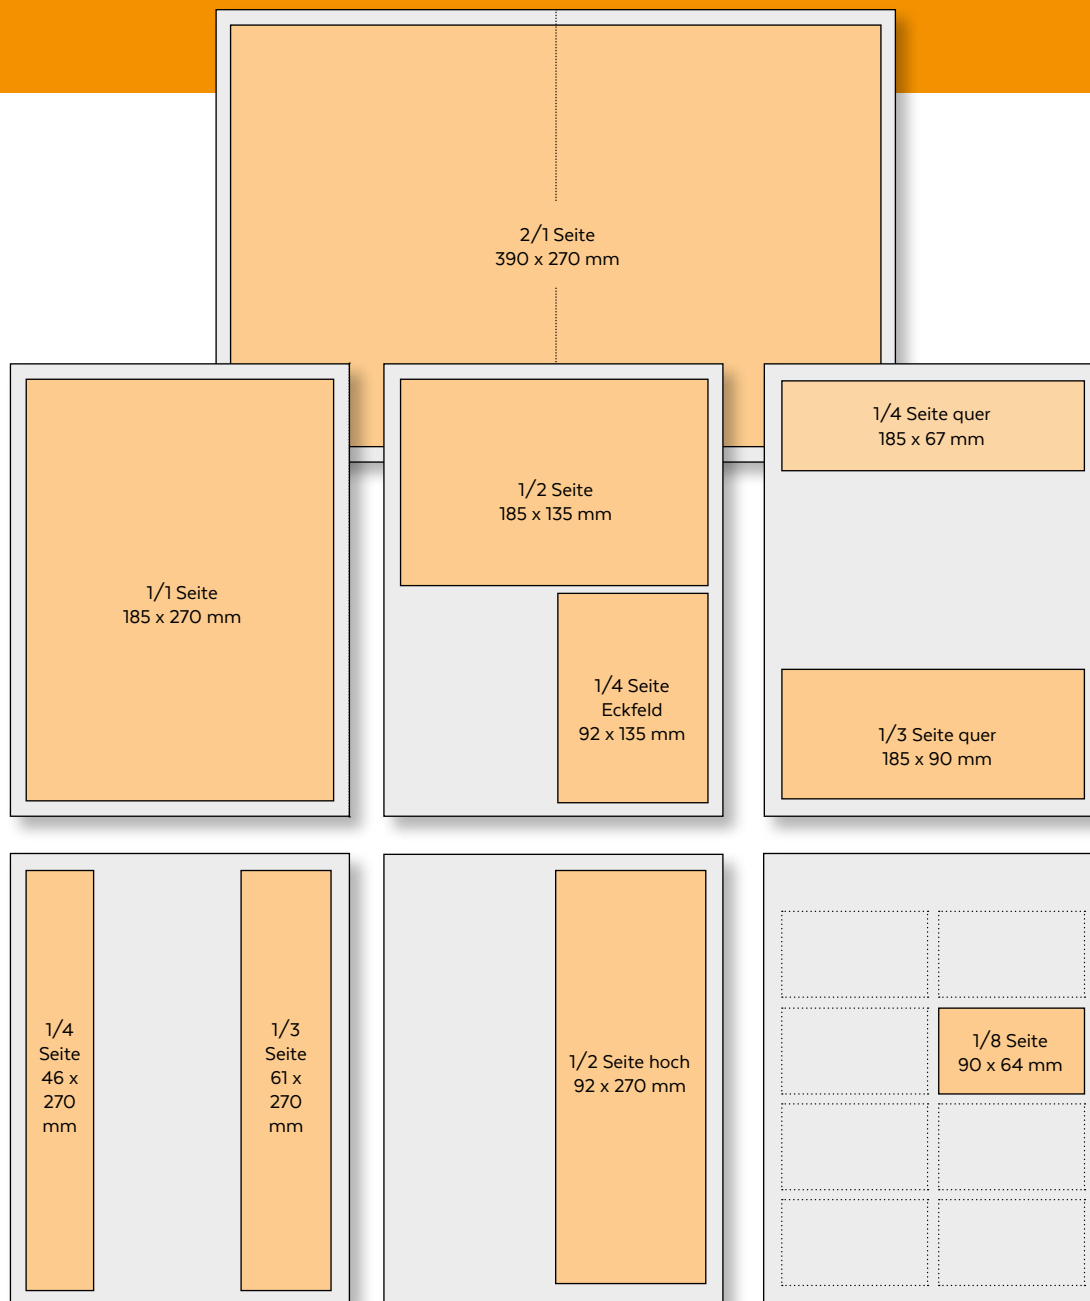 2/1 Seite
390 x 270 mm
1/1 Seite
185 x 270 mm
1/2 Seite
185 x 135 mm
1/4 Seite
Eckfeld
92 x 135 mm
1/4 Seite quer
185 x 67 mm
1/3 Seite quer
185 x 90 mm
1/4
Seite
46 x
270
mm
1/3
Seite
61 x
270
mm
1/2 Seite hoch
92 x 270 mm
1/8 Seite
90 x 64 mm